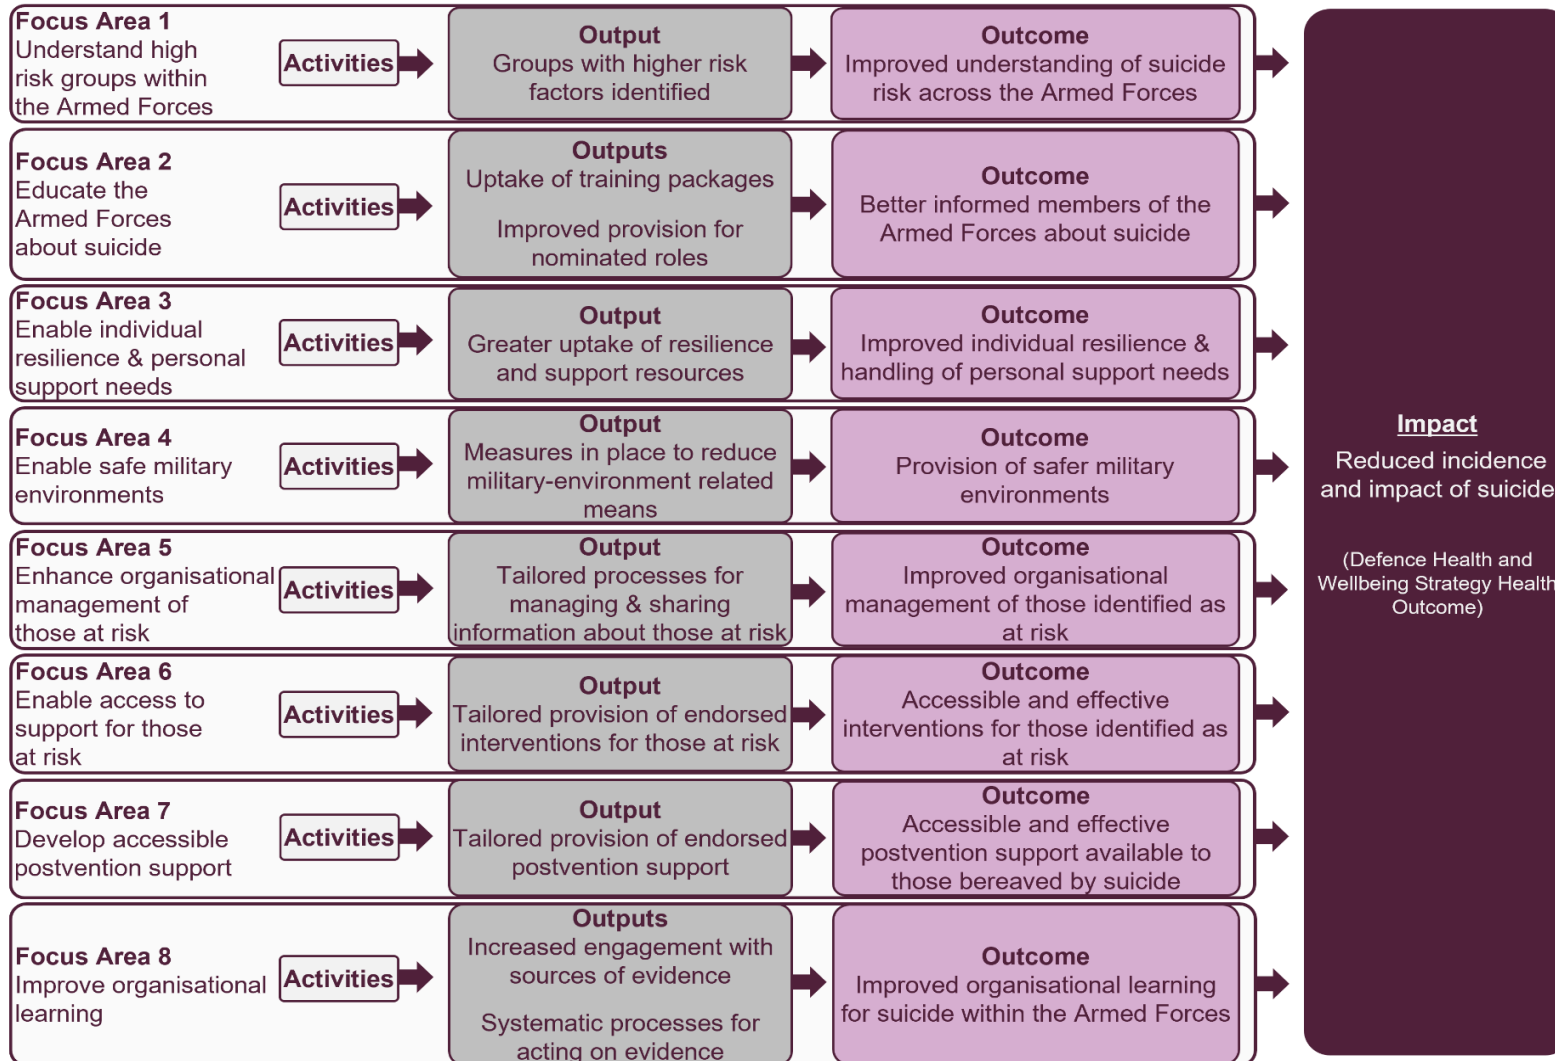 Focus Area 1
Understand high
risk groups within
the Armed Forces
Activities
Output
Groups with higher risk
factors identified
Outcome
Improved understanding of suicide
risk across the Armed Forces
Focus Area 2
Educate the
Armed Forces
about suicide
Activities
Outputs
Uptake of training packages
Improved provision for
nominated roles
Outcome
Better informed members of the
Armed Forces about suicide
Focus Area 3
Enable individual
resilience & personal
support needs
Activities
Output
Greater uptake of resilience
and support resources
Outcome
Improved individual resilience &
handling of personal support needs
Focus Area 4
Enable safe military
environments
Activities
Output
Measures in place to reduce
military-environment related
means
Outcome
Provision of safer military
environments
Focus Area 5
Enhance organisational
management of
those at risk
Activities
Output
Tailored processes for
managing & sharing
information about those at risk
Outcome
Improved organisational
management of those identified as
at risk
Focus Area 6
Enable access to
support for those
at risk
Activities
Output
Tailored provision of endorsed
interventions for those at risk
Outcome
Accessible and effective
interventions for those identified as
at risk
Focus Area 7
Develop accessible
postvention support
Activities
Output
Tailored provision of endorsed
postvention support
Outcome
Accessible and effective
postvention support available to
those bereaved by suicide
Focus Area 8
Improve organisational
learning
Activities
Outputs
Increased engagement with
sources of evidence
Systematic processes for
acting on evidence
Outcome
Improved organisational learning
for suicide within the Armed Forces
Impact
Reduced incidence
and impact of suicide
(Defence Health and
Wellbeing Strategy Health
Outcome)